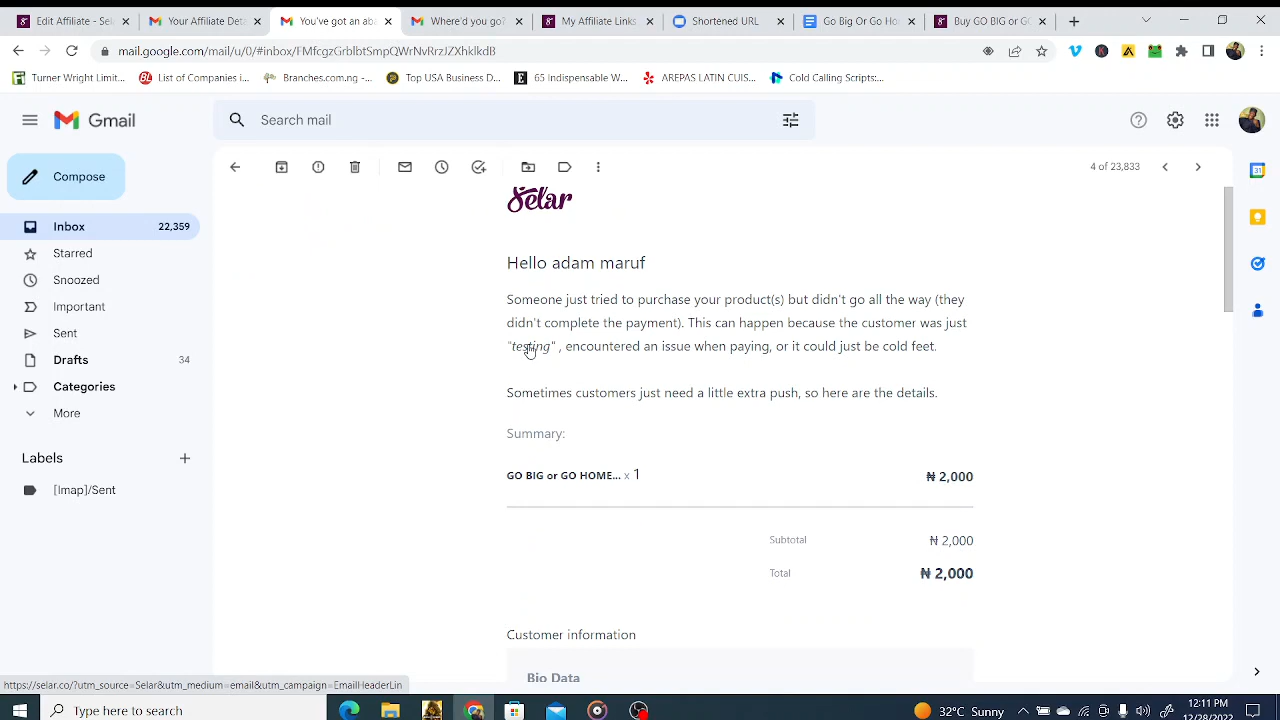 Edit Affiliate - Sela
Your Affiliate Deta
You've got an aba
Where'd you go?
My Affiliate Links
Shortened URL
Go Big Or Go Ho
Buy GO BIG or GO
mail.google.com/mail/u/0/#inbox/FMfcgzGrblbtSmpQWrNvRrzJZXhklkdB
Turner Wright Limit...
List of Companies i...
Branches.com.ng -...
Top USA Business D...
65 Indispensable W...
AREPAS LATIN CUIS...
Cold Calling Scripts:...
Gmail
Search mail
Compose
4 of 23,833
Inbox 22,359
Starred
Snoozed
Important
Sent
Drafts 34
Categories
More
Labels
[Imap]/Sent
Selar
Hello adam maruf
Someone just tried to purchase your product(s) but didn't go all the way (they
didn't complete the payment). This can happen because the customer was just
"testing" , encountered an issue when paying, or it could just be cold feet.
Sometimes customers just need a little extra push, so here are the details.
Summary:
GO BIG or GO HOME... x 1 ₦ 2,000
Subtotal ₦ 2,000
Total ₦ 2,000
Customer information
Bio Data
31
https://selar.co/?utm_source=Selar&utm_medium=email&utm_campaign=EmailHeaderLin
Type here to search
32°C Sunny
12:11 PM
12/28/2022